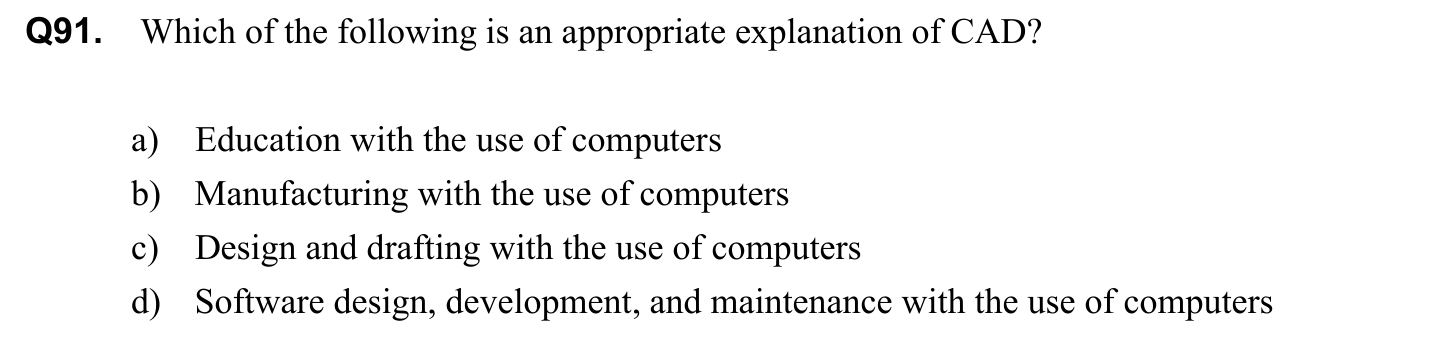 Q91. Which of the following is an appropriate explanation of CAD?
a) Education with the use of computers
b) Manufacturing with the use of computers
c) Design and drafting with the use of computers
d) Software design, development, and maintenance with the use of computers